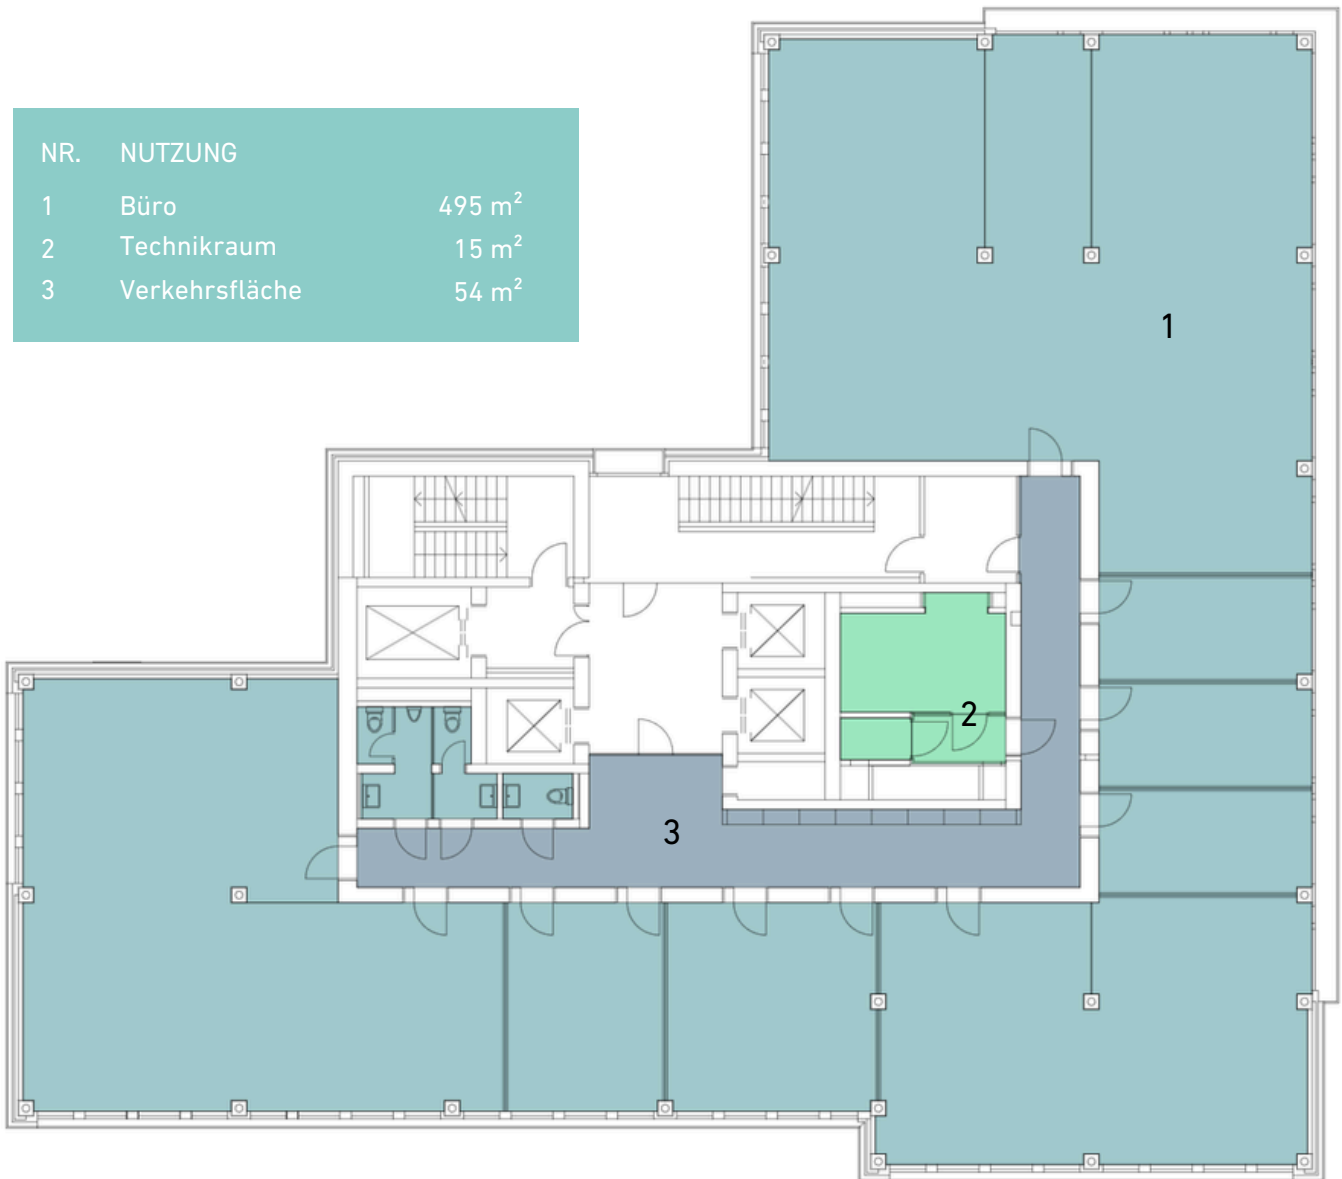 NR. NUTZUNG
1 Büro 495 m²
2 Technikraum 15 m²
3 Verkehrsfläche 54 m²
1
2
3